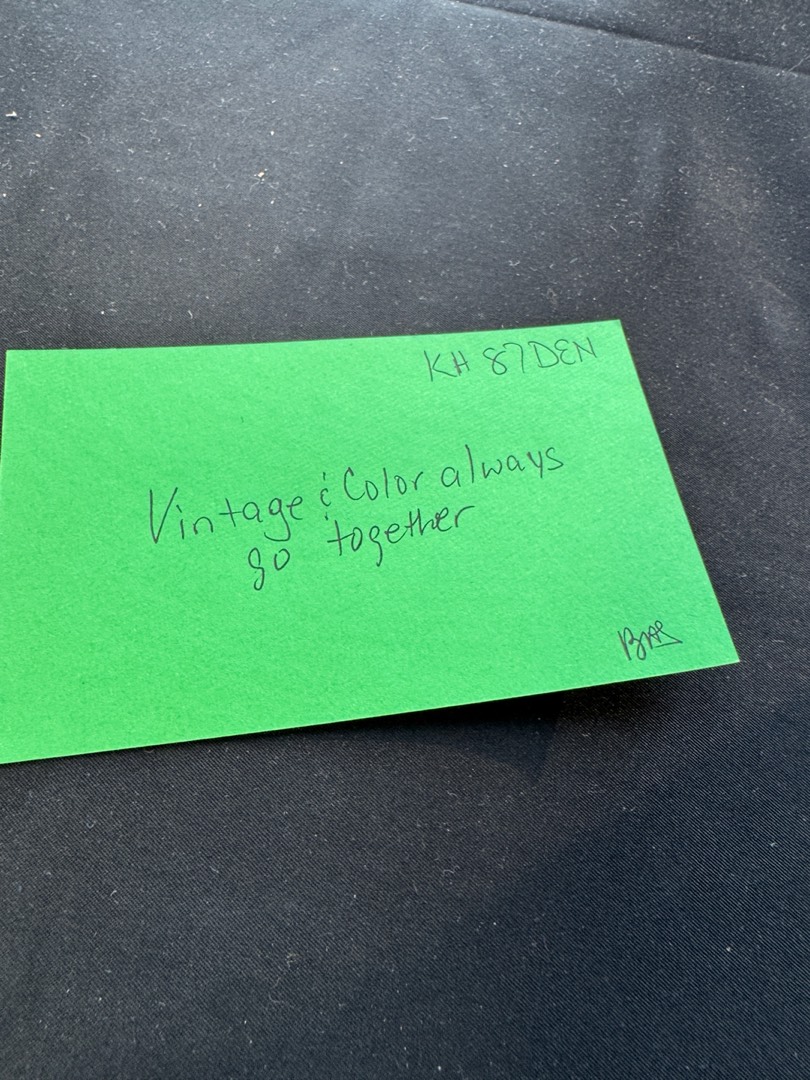 KH 87DEN
Vintage & Color always
go together